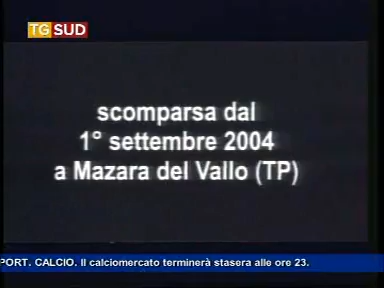 TG SUD
scomparsa dal
1° settembre 2004
a Mazara del Vallo (TP)
PORT. CALCIO. Il calciomercato terminerà stasera alle ore 23.